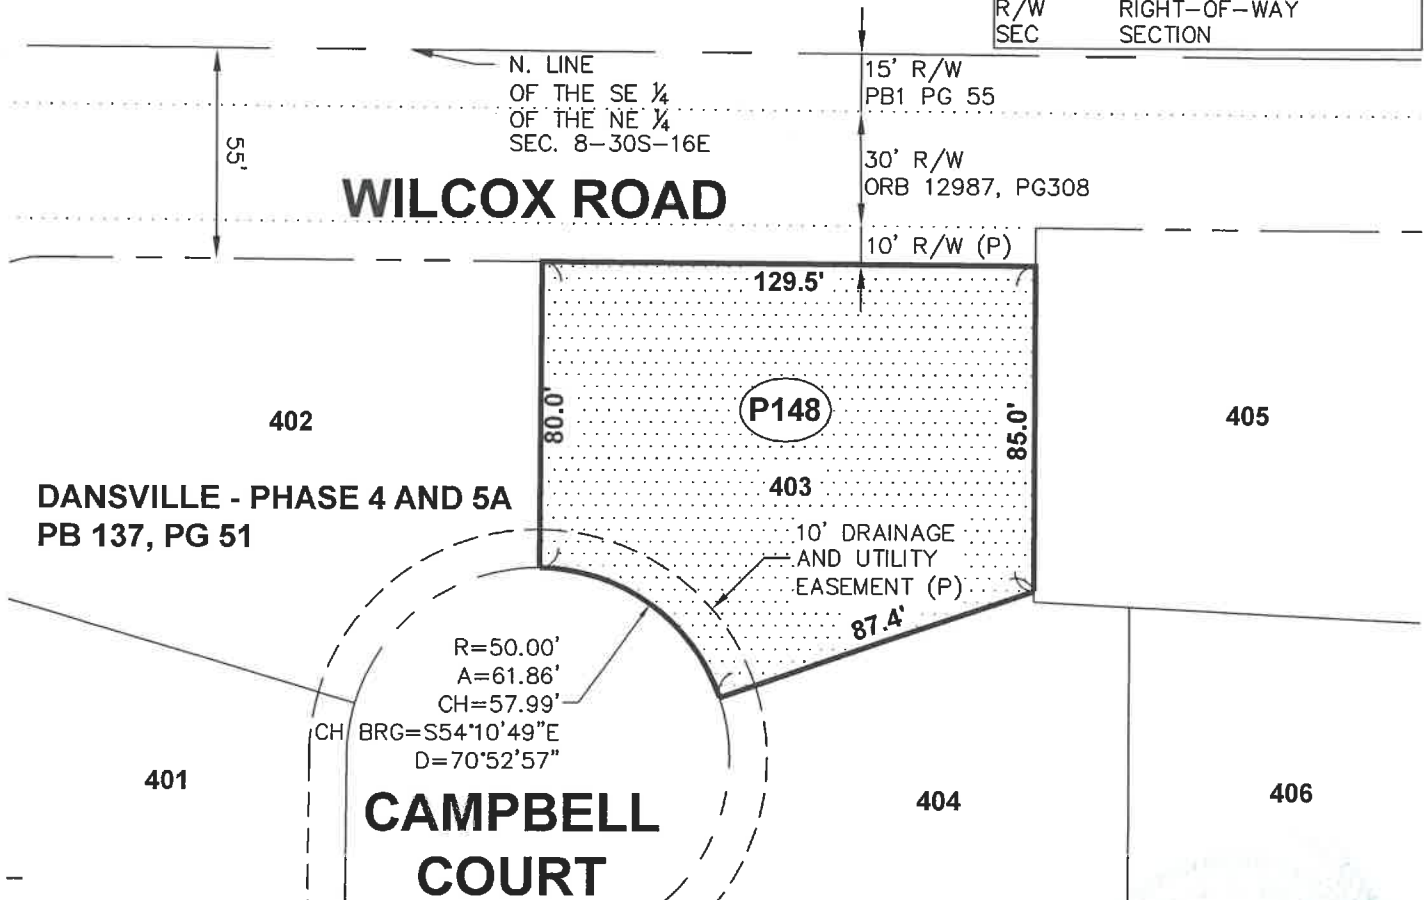 R/W RIGHT-OF-WAY
SEC SECTION
N. LINE
OF THE SE ¼
OF THE NE ¼
SEC. 8-30S-16E
15' R/W
PB1 PG 55
55'
30' R/W
ORB 12987, PG308
WILCOX ROAD
10' R/W (P)
129.5'
80.0'
P148
85.0'
402
405
403
DANSVILLE - PHASE 4 AND 5A
PB 137, PG 51
10' DRAINAGE
AND UTILITY
EASEMENT (P)
87.4'
R=50.00'
A=61.86'
CH=57.99'
CH BRG=S54°10'49"E
D=70°52'57"
401
404
406
CAMPBELL
COURT